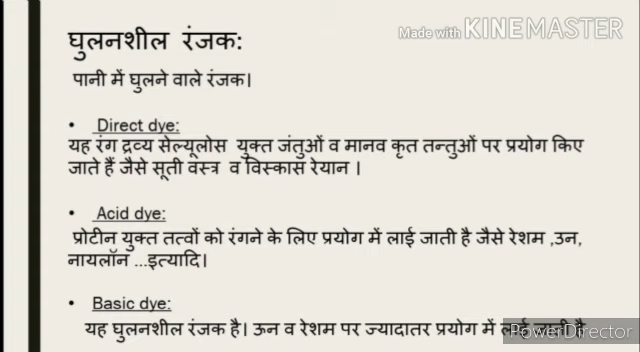 Made with KINEMASTER
घुलनशील रंजक:
पानी में घुलने वाले रंजक।
• Direct dye:
यह रंग द्रव्य सेल्यूलोस युक्त जंतुओं व मानव कृत तन्तुओं पर प्रयोग किए
जाते हैं जैसे सूती वस्त्र व विस्कास रेयान ।
• Acid dye:
प्रोटीन युक्त तत्वों को रंगने के लिए प्रयोग में लाई जाती है जैसे रेशम ,उन,
नायलॉन ...इत्यादि।
• Basic dye:
यह घुलनशील रंजक है। ऊन व रेशम पर ज्यादातर प्रयोग में लाई जाती है
PowerDirector